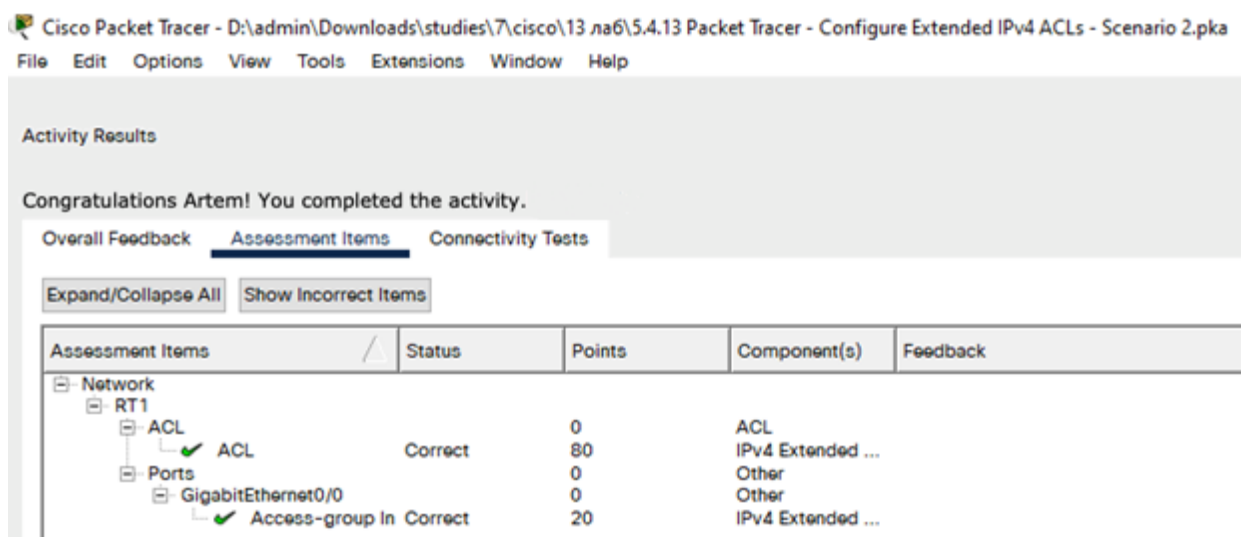 Cisco Packet Tracer - D:\admin\Downloads\studies\7\cisco\13 лаб\5.4.13 Packet Tracer - Configure Extended IPv4 ACLs - Scenario 2.pka
File Edit Options View Tools Extensions Window Help
Activity Results
Congratulations Artem! You completed the activity.
Overall Feedback Assessment Items Connectivity Tests
Expand/Collapse All Show Incorrect Items
Assessment Items Status Points Component(s) Feedback
Network
RT1
ACL 0 ACL
ACL Correct 80 IPv4 Extended ...
Ports 0 Other
GigabitEthernet0/0 0 Other
Access-group In Correct 20 IPv4 Extended ...